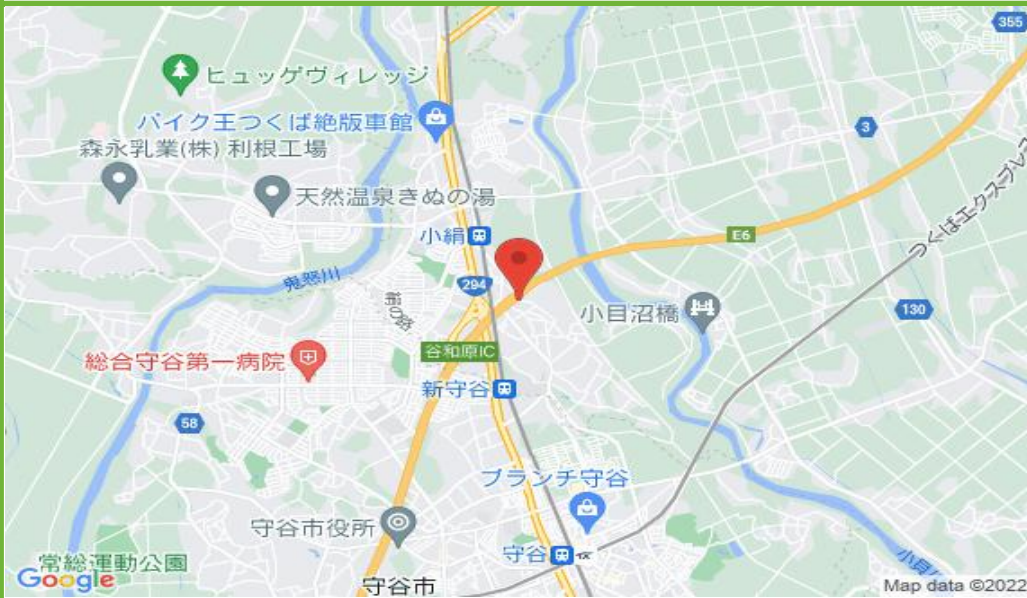 355
ヒュッゲヴィレッジ
バイク王つくば絶版車館
3
森永乳業(株) 利根工場
天然温泉きぬの湯
小絹
E6
つくばエクスプレス
鬼怒川
294
小目沼橋
130
谷和原IC
総合守谷第一病院
新守谷
58
ブランチ守谷
守谷市役所
守谷
TX
常総運動公園
守谷市
Google
Map data ©2022